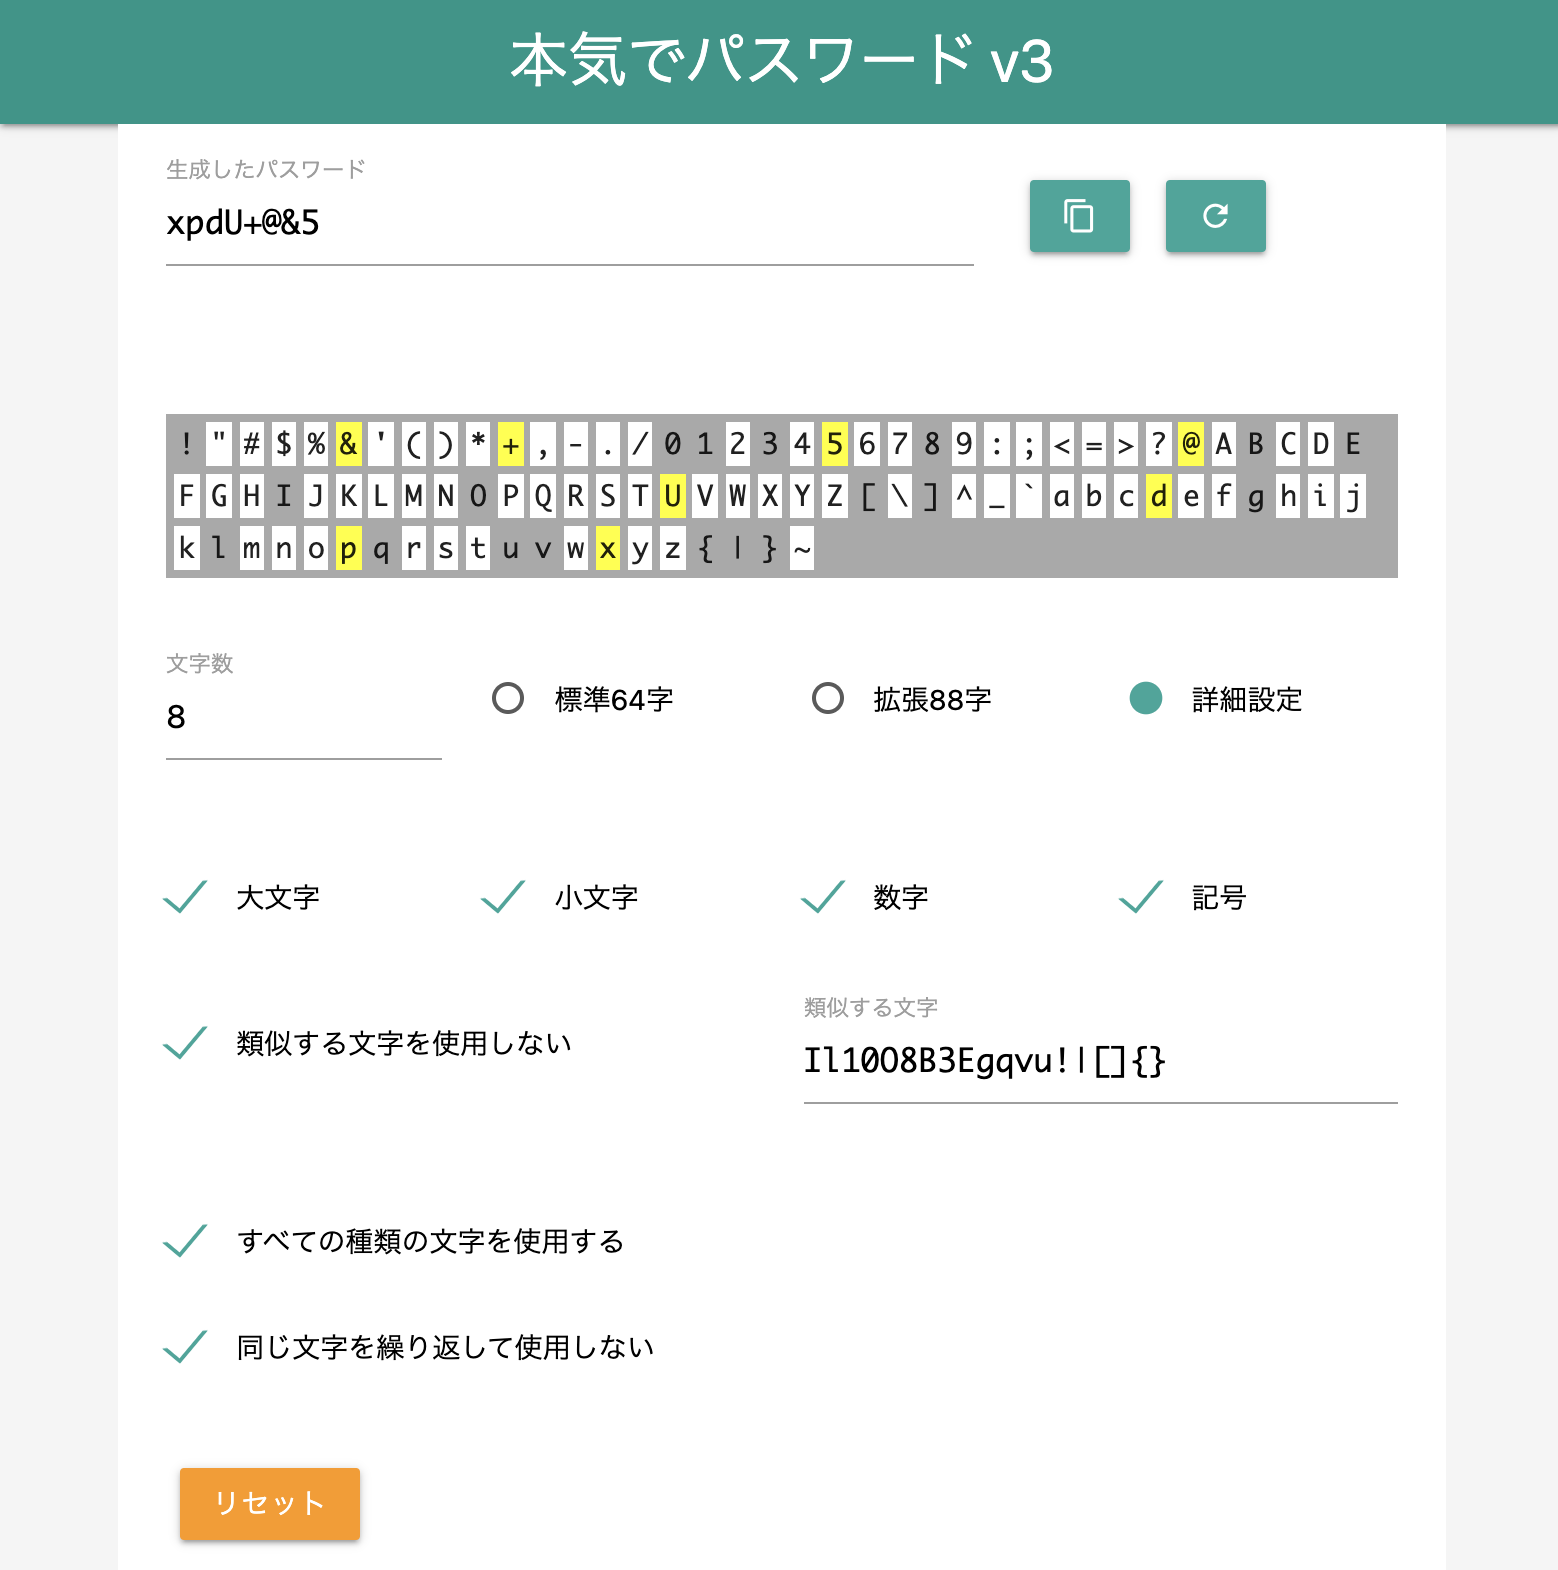 本気でパスワード v3
生成したパスワード
xpdU+@&5
! " # $ % & ' ( ) * + , - . / 0 1 2 3 4 5 6 7 8 9 : ; < = > ? @ A B C D E
F G H I J K L M N O P Q R S T U V W X Y Z [ \ ] ^ _ ` a b c d e f g h i j
k l m n o p q r s t u v w x y z { | } ~
文字数
8
標準64字
拡張88字
詳細設定
大文字
小文字
数字
記号
類似する文字を使用しない
類似する文字
Il10O8B3Egqvu!|[]{}
すべての種類の文字を使用する
同じ文字を繰り返して使用しない
リセット